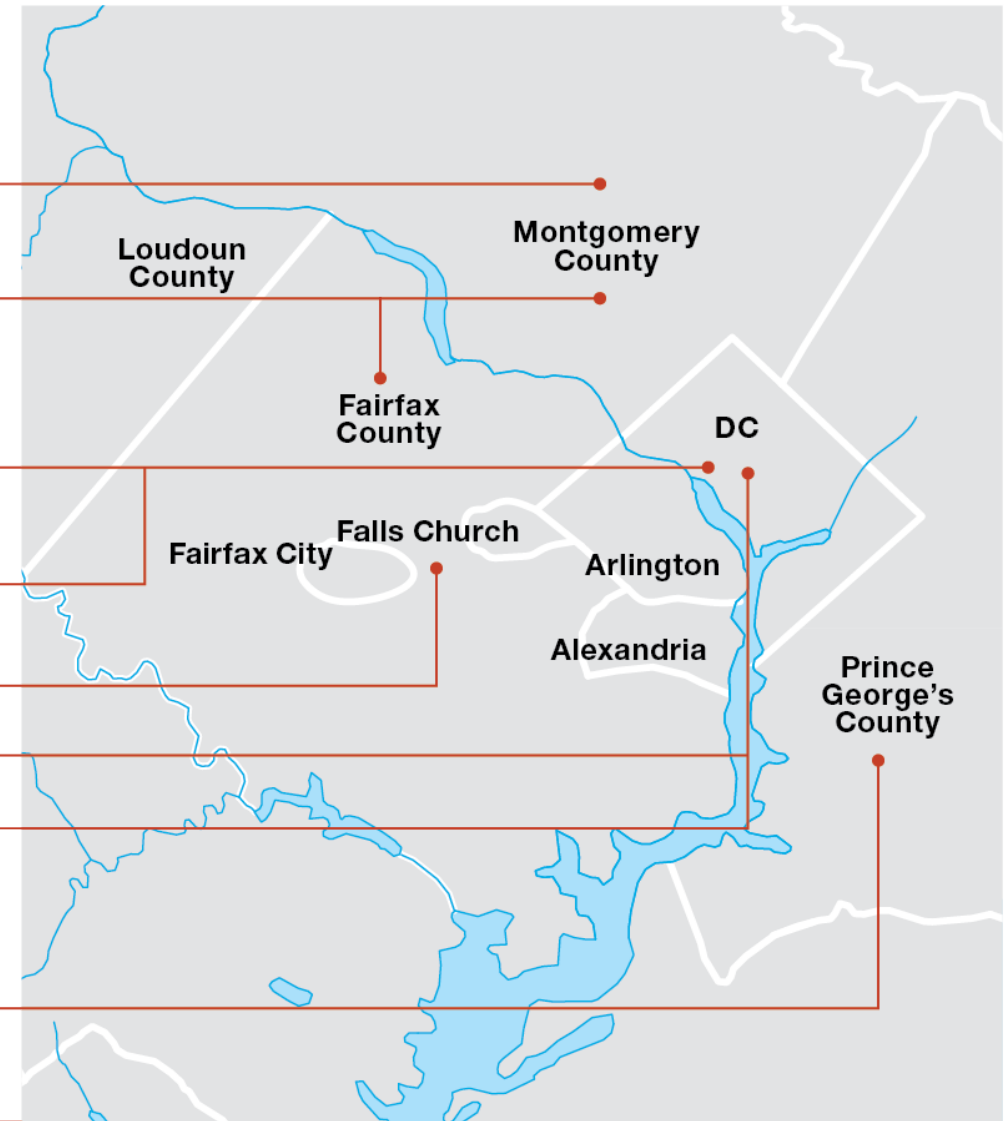 Montgomery
County
Loudoun
County
Fairfax
County
DC
Falls Church
Fairfax City
Arlington
Alexandria
Prince
George’s
County